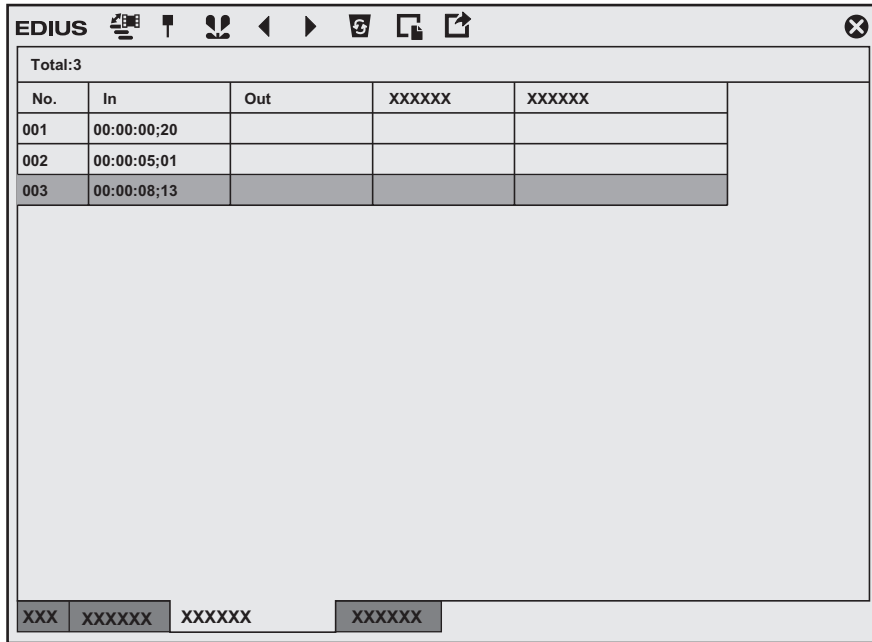 EDIUS
Total:3
No. In Out XXXXXX XXXXXX
001 00:00:00;20
002 00:00:05;01
003 00:00:08;13
XXX XXXXXX XXXXXX XXXXXX